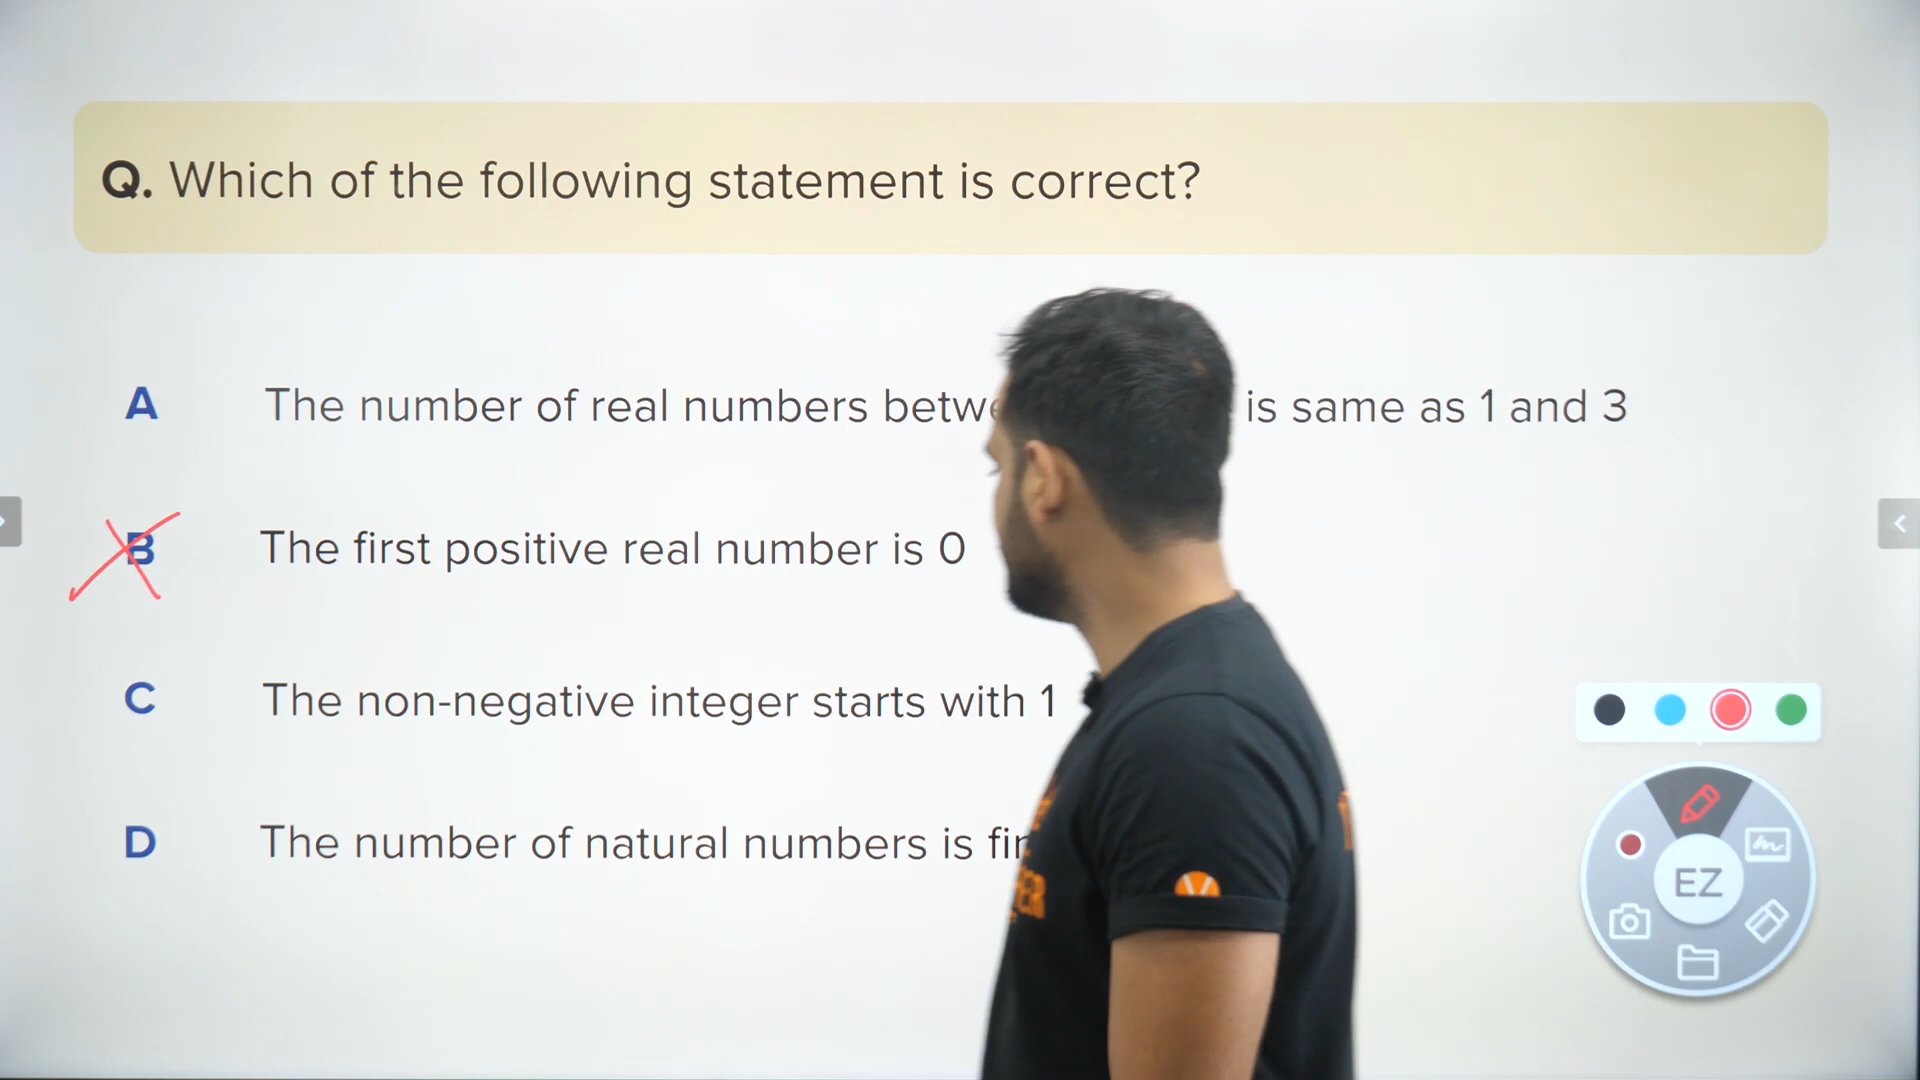 Q. Which of the following statement is correct?
A The number of real numbers is same as 1 and 3
B The first positive real number is 0
C The non-negative integer starts with 1
D The number of natural numbers is
EZ